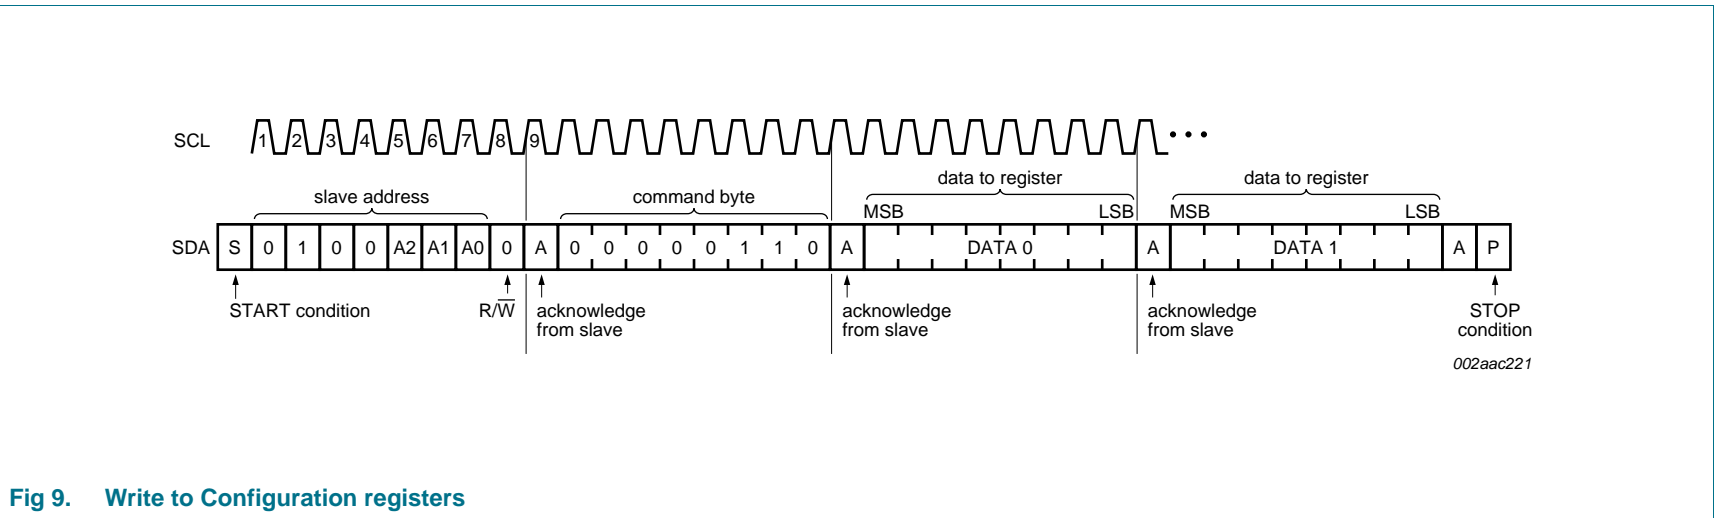 SCL 1 2 3 4 5 6 7 8 9
data to register data to register
slave address command byte
MSB LSB MSB LSB
SDA S 0 1 0 0 A2 A1 A0 0 A 0 0 0 0 0 1 1 0 A DATA 0 A DATA 1 A P
START condition R/W̅ acknowledge from slave acknowledge from slave acknowledge from slave STOP condition
002aac221
Fig 9. Write to Configuration registers